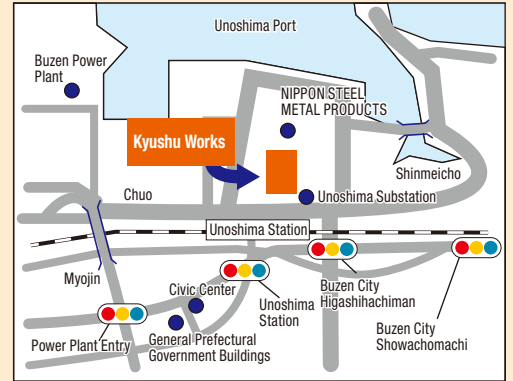 Unoshima Port
Buzen Power
Plant
NIPPON STEEL
METAL PRODUCTS
Kyushu Works
Shinmeicho
Chuo
Unoshima Substation
Unoshima Station
Myojin
Civic Center
Unoshima
Station
Buzen City
Higashihachiman
Buzen City
Showachomachi
Power Plant Entry
General Prefectural
Government Buildings